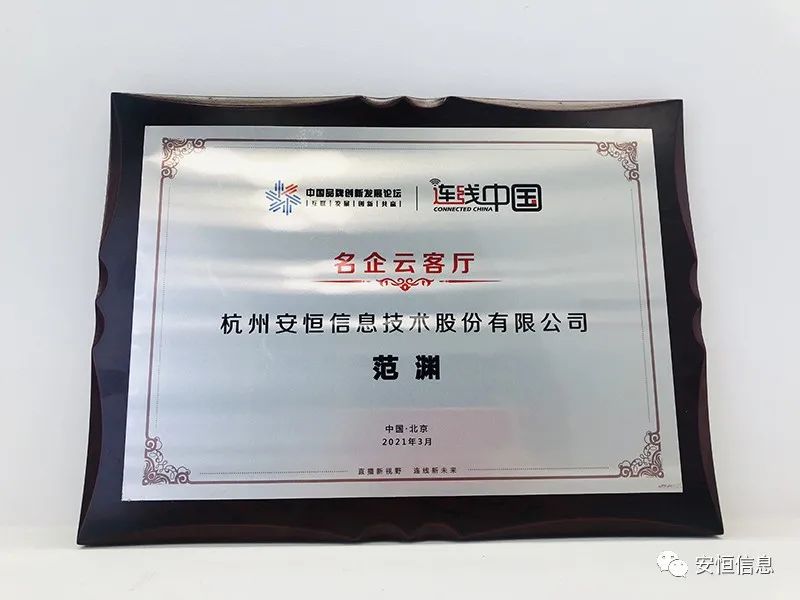 中国品牌创新发展论坛
互联 发展 创新 共赢
连线中国
CONNECTED CHINA
名企云客厅
杭州安恒信息技术股份有限公司
范渊
中国·北京
2021年3月
直播新视野 连线新未来
安恒信息